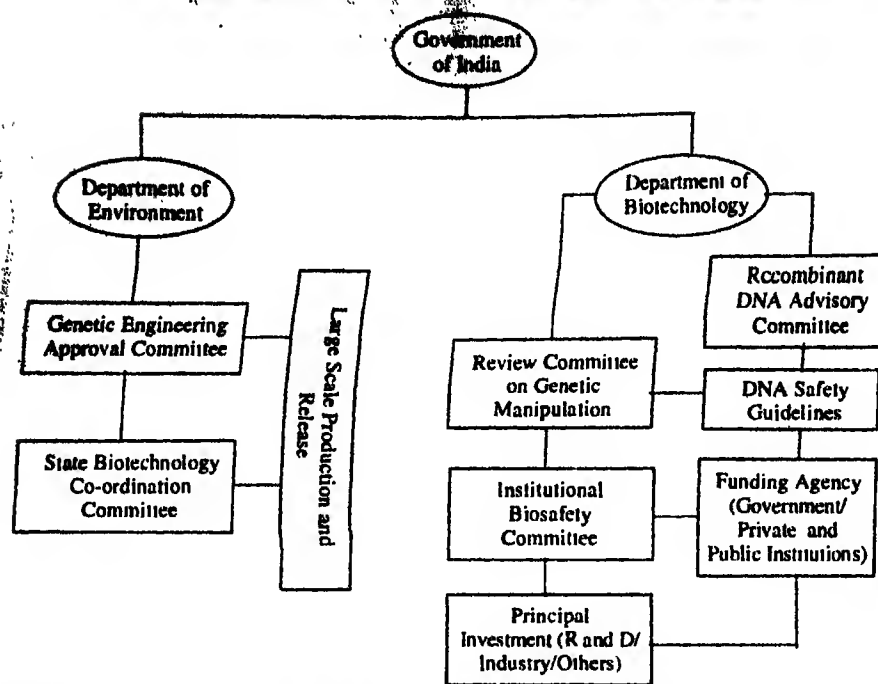 Government
of India
Department of
Environment
Department of
Biotechnology
Genetic Engineering
Approval Committee
State Biotechnology
Co-ordination
Committee
Large Scale Production and
Release
Recombinant
DNA Advisory
Committee
Review Committee
on Genetic
Manipulation
DNA Safety
Guidelines
Institutional
Biosafety
Committee
Funding Agency
(Government/
Private and
Public Institutions)
Principal
Investment (R and D/
Industry/Others)